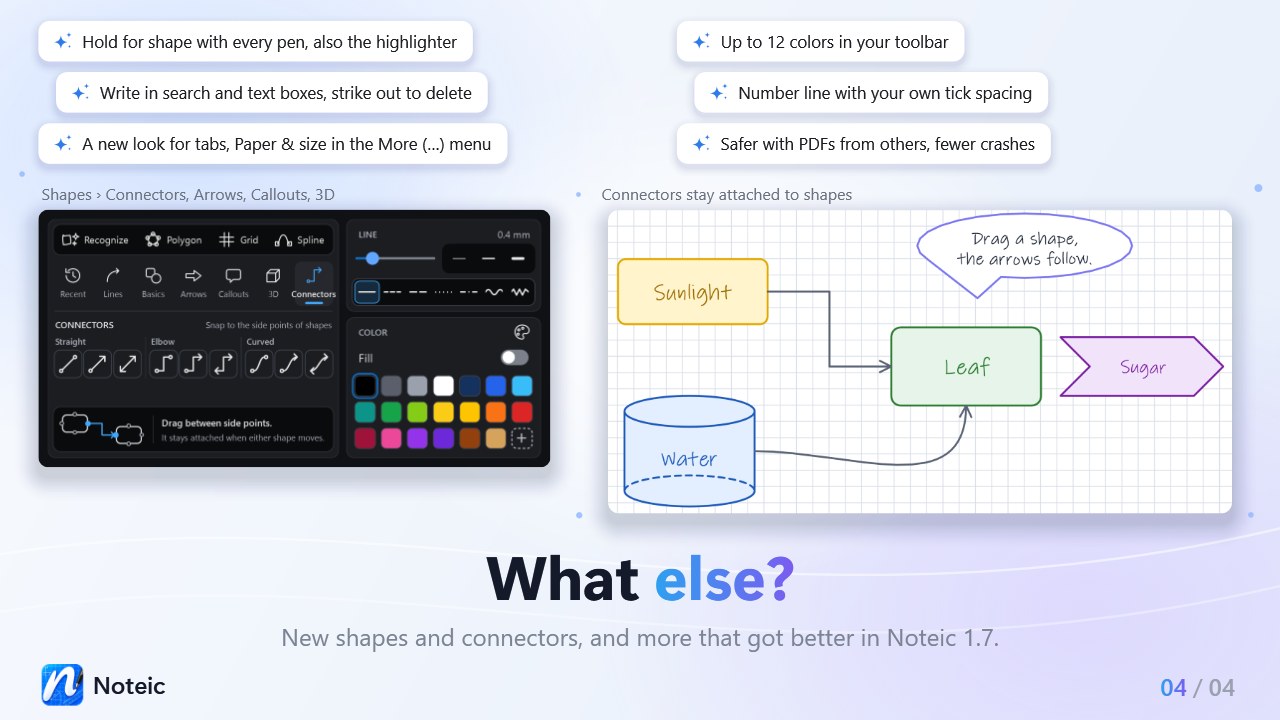 Hold for shape with every pen, also the highlighter
Write in search and text boxes, strike out to delete
A new look for tabs, Paper & size in the More (...) menu
Up to 12 colors in your toolbar
Number line with your own tick spacing
Safer with PDFs from others, fewer crashes
Shapes › Connectors, Arrows, Callouts, 3D
Recognize Polygon Grid Spline
Recent Lines Basics Arrows Callouts 3D Connectors
CONNECTORS Snap to the side points of shapes
Straight Elbow Curved
Drag between side points.
It stays attached when either shape moves.
LINE 0.4 mm
COLOR
Fill
Connectors stay attached to shapes
Drag a shape,
the arrows follow.
Sunlight
Leaf
Sugar
Water
What else?
New shapes and connectors, and more that got better in Noteic 1.7.
Noteic
04 / 04